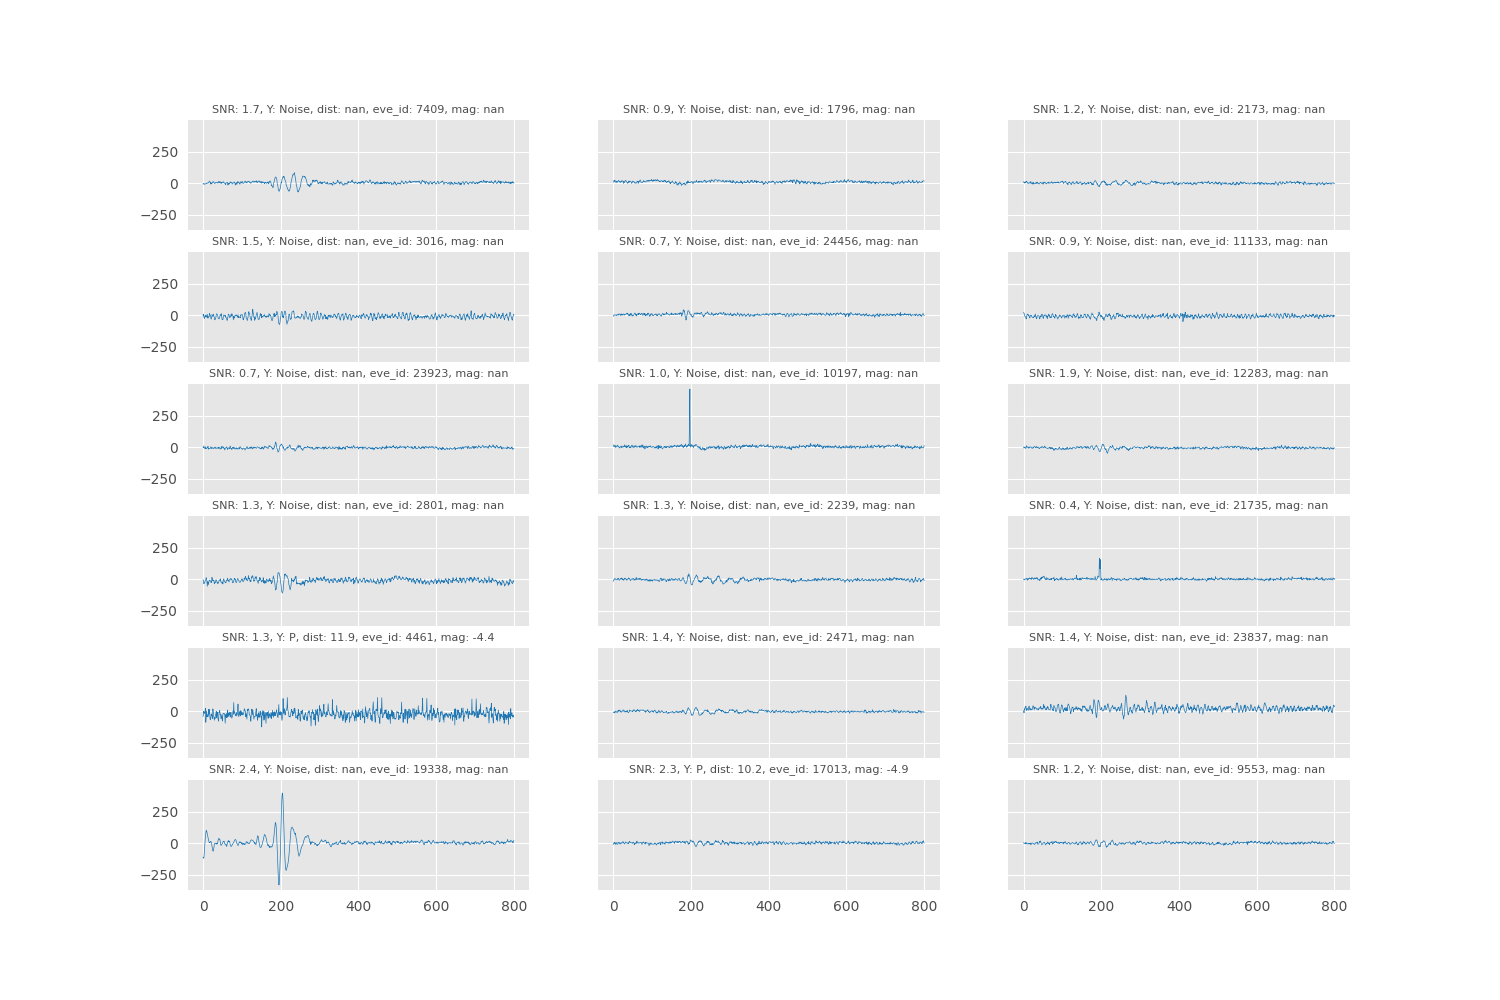 SNR: 1.7, Y: Noise, dist: nan, eve_id: 7409, mag: nan
SNR: 0.9, Y: Noise, dist: nan, eve_id: 1796, mag: nan
SNR: 1.2, Y: Noise, dist: nan, eve_id: 2173, mag: nan
250
0
−250
SNR: 1.5, Y: Noise, dist: nan, eve_id: 3016, mag: nan
SNR: 0.7, Y: Noise, dist: nan, eve_id: 24456, mag: nan
SNR: 0.9, Y: Noise, dist: nan, eve_id: 11133, mag: nan
250
0
−250
SNR: 0.7, Y: Noise, dist: nan, eve_id: 23923, mag: nan
SNR: 1.0, Y: Noise, dist: nan, eve_id: 10197, mag: nan
SNR: 1.9, Y: Noise, dist: nan, eve_id: 12283, mag: nan
250
0
−250
SNR: 1.3, Y: Noise, dist: nan, eve_id: 2801, mag: nan
SNR: 1.3, Y: Noise, dist: nan, eve_id: 2239, mag: nan
SNR: 0.4, Y: Noise, dist: nan, eve_id: 21735, mag: nan
250
0
−250
SNR: 1.3, Y: P, dist: 11.9, eve_id: 4461, mag: -4.4
SNR: 1.4, Y: Noise, dist: nan, eve_id: 2471, mag: nan
SNR: 1.4, Y: Noise, dist: nan, eve_id: 23837, mag: nan
250
0
−250
SNR: 2.4, Y: Noise, dist: nan, eve_id: 19338, mag: nan
SNR: 2.3, Y: P, dist: 10.2, eve_id: 17013, mag: -4.9
SNR: 1.2, Y: Noise, dist: nan, eve_id: 9553, mag: nan
250
0
−250
0 200 400 600 800
0 200 400 600 800
0 200 400 600 800